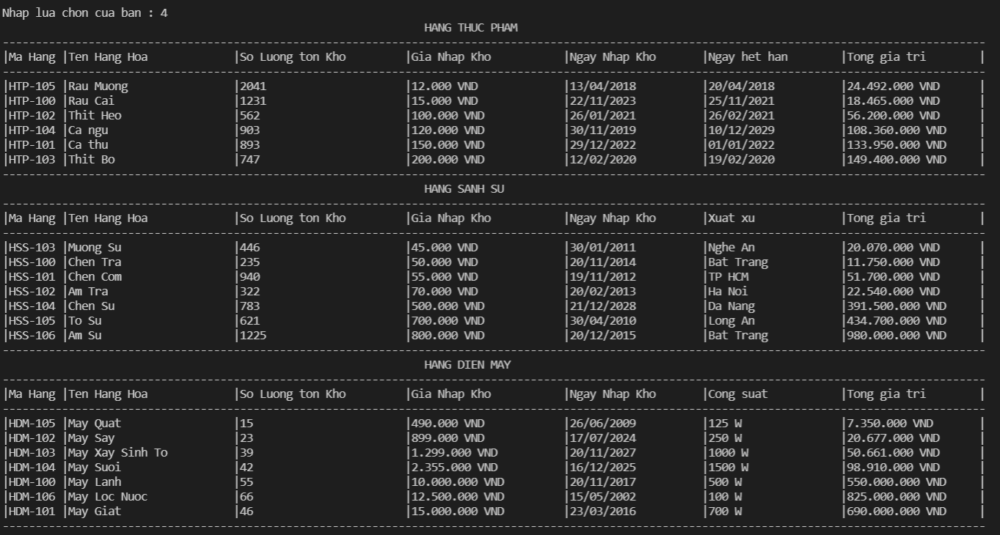 Nhap lua chon cua ban : 4
HANG THUC PHAM
|Ma Hang |Ten Hang Hoa |So Luong ton Kho |Gia Nhap Kho |Ngay Nhap Kho |Ngay het han |Tong gia tri |
|HTP-105 |Rau Muong |2041 |12.000 VND |13/04/2018 |20/04/2018 |24.492.000 VND |
|HTP-100 |Rau Cai |1231 |15.000 VND |22/11/2023 |25/11/2021 |18.465.000 VND |
|HTP-102 |Thit Heo |562 |100.000 VND |26/01/2021 |26/02/2021 |56.200.000 VND |
|HTP-104 |Ca ngu |903 |120.000 VND |30/11/2019 |10/12/2029 |108.360.000 VND |
|HTP-101 |Ca thu |893 |150.000 VND |29/12/2022 |01/01/2022 |133.950.000 VND |
|HTP-103 |Thit Bo |747 |200.000 VND |12/02/2020 |19/02/2020 |149.400.000 VND |
HANG SANH SU
|Ma Hang |Ten Hang Hoa |So Luong ton Kho |Gia Nhap Kho |Ngay Nhap Kho |Xuat xu |Tong gia tri |
|HSS-103 |Muong Su |446 |45.000 VND |30/01/2011 |Nghe An |20.070.000 VND |
|HSS-100 |Chen Tra |235 |50.000 VND |20/11/2014 |Bat Trang |11.750.000 VND |
|HSS-101 |Chen Com |940 |55.000 VND |19/11/2012 |TP HCM |51.700.000 VND |
|HSS-102 |Am Tra |322 |70.000 VND |20/02/2013 |Ha Noi |22.540.000 VND |
|HSS-104 |Chen Su |783 |500.000 VND |21/12/2028 |Da Nang |391.500.000 VND |
|HSS-105 |To Su |621 |700.000 VND |30/04/2010 |Long An |434.700.000 VND |
|HSS-106 |Am Su |1225 |800.000 VND |20/12/2015 |Bat Trang |980.000.000 VND |
HANG DIEN MAY
|Ma Hang |Ten Hang Hoa |So Luong ton Kho |Gia Nhap Kho |Ngay Nhap Kho |Cong suat |Tong gia tri |
|HDM-105 |May Quat |15 |490.000 VND |26/06/2009 |125 W |7.350.000 VND |
|HDM-102 |May Say |23 |899.000 VND |17/07/2024 |250 W |20.677.000 VND |
|HDM-103 |May Xay Sinh To |39 |1.299.000 VND |20/11/2027 |1000 W |50.661.000 VND |
|HDM-104 |May Suoi |42 |2.355.000 VND |16/12/2025 |1500 W |98.910.000 VND |
|HDM-100 |May Lanh |55 |10.000.000 VND |20/11/2017 |500 W |550.000.000 VND |
|HDM-106 |May Loc Nuoc |66 |12.500.000 VND |15/05/2002 |100 W |825.000.000 VND |
|HDM-101 |May Giat |46 |15.000.000 VND |23/03/2016 |700 W |690.000.000 VND |